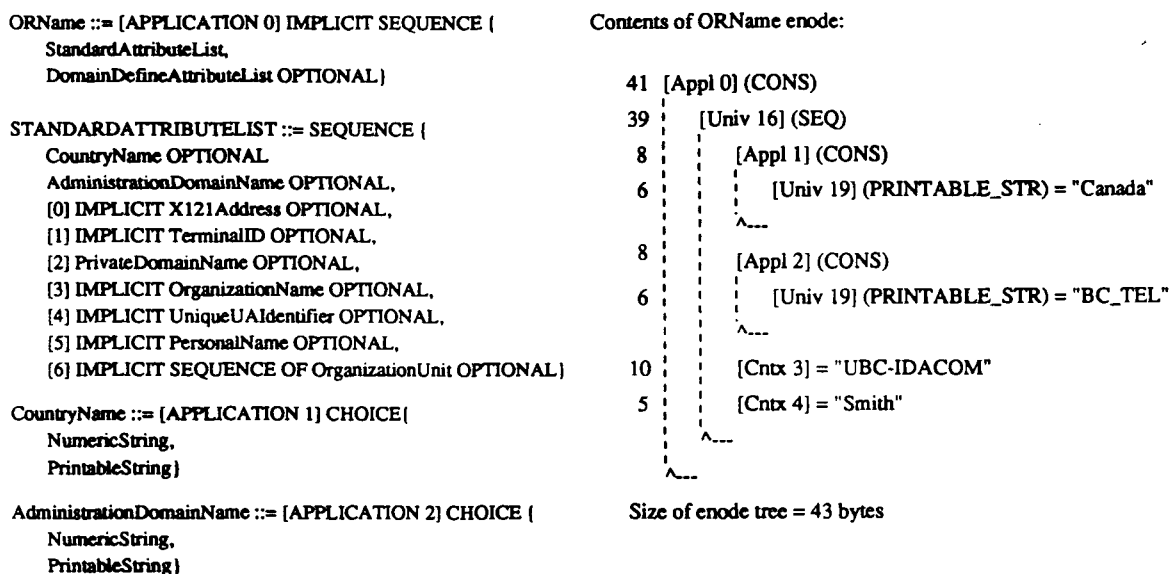 ORName ::= [APPLICATION 0] IMPLICIT SEQUENCE {
StandardAttributeList,
DomainDefineAttributeList OPTIONAL}
STANDARDATTRIBUTELIST ::= SEQUENCE {
CountryName OPTIONAL
AdministrationDomainName OPTIONAL,
[0] IMPLICIT X121Address OPTIONAL,
[1] IMPLICIT TerminalID OPTIONAL,
[2] PrivateDomainName OPTIONAL,
[3] IMPLICIT OrganizationName OPTIONAL,
[4] IMPLICIT UniqueUAIdentifier OPTIONAL,
[5] IMPLICIT PersonalName OPTIONAL,
[6] IMPLICIT SEQUENCE OF OrganizationUnit OPTIONAL}
CountryName ::= [APPLICATION 1] CHOICE{
NumericString,
PrintableString}
AdministrationDomainName ::= [APPLICATION 2] CHOICE {
NumericString,
PrintableString}
Contents of ORName enode:
41 [Appl 0] (CONS)
39 [Univ 16] (SEQ)
8 [Appl 1] (CONS)
6 [Univ 19] (PRINTABLE_STR) = "Canada"
^---
8 [Appl 2] (CONS)
6 [Univ 19] (PRINTABLE_STR) = "BC_TEL"
^---
10 [Cntx 3] = "UBC-IDACOM"
5 [Cntx 4] = "Smith"
^---
^---
Size of enode tree = 43 bytes